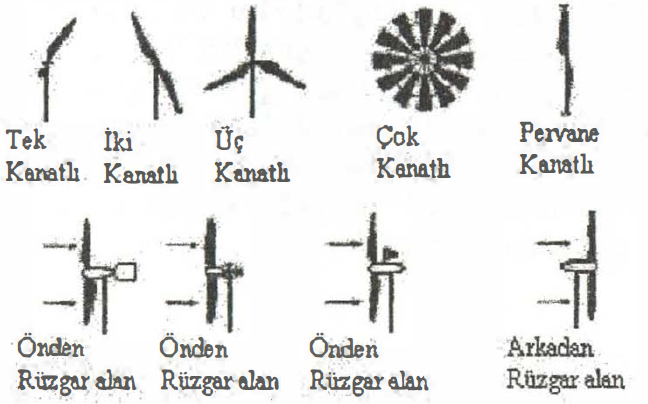 Tek
Kanatlı
İki
Kanatlı
Üç
Kanatlı
Çok
Kanatlı
Pervane
Kanatlı
Önden
Rüzgar alan
Önden
Rüzgar alan
Önden
Rüzgar alan
Arkadan
Rüzgar alan